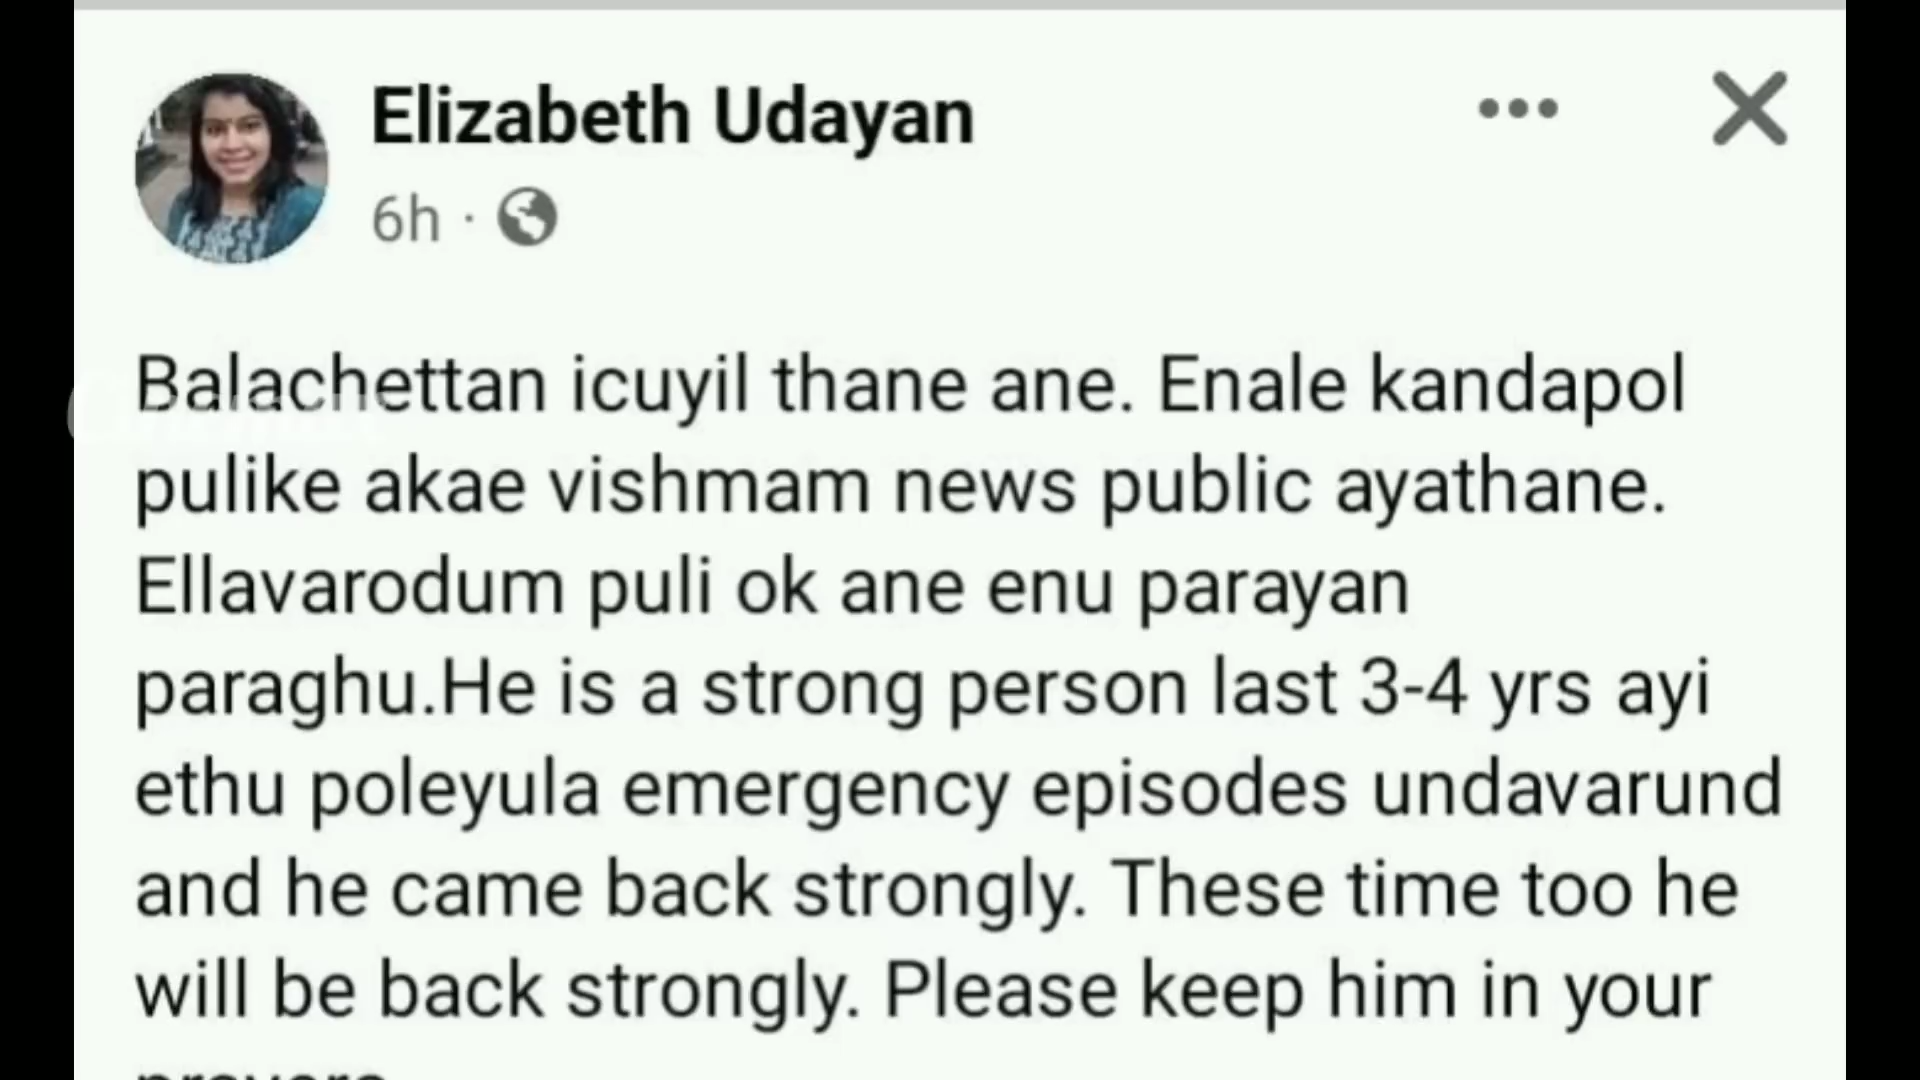 Elizabeth Udayan
6h ·
Balachettan icuyil thane ane. Enale kandapol
pulike akae vishmam news public ayathane.
Ellavarodum puli ok ane enu parayan
paraghu.He is a strong person last 3-4 yrs ayi
ethu poleyula emergency episodes undavarund
and he came back strongly. These time too he
will be back strongly. Please keep him in your